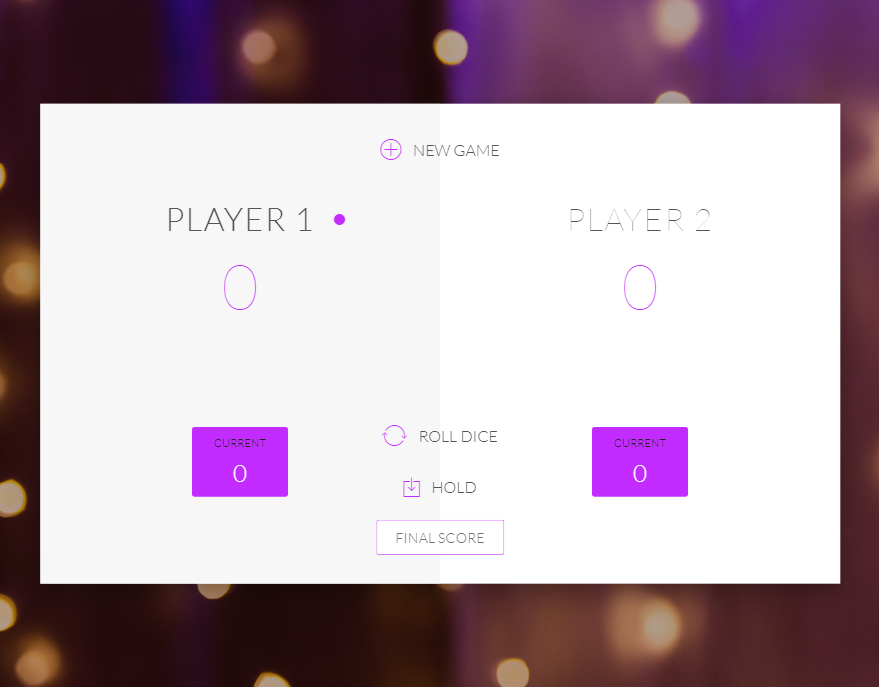 NEW GAME
PLAYER 1
0
PLAYER 2
0
CURRENT
0
ROLL DICE
HOLD
FINAL SCORE
CURRENT
0